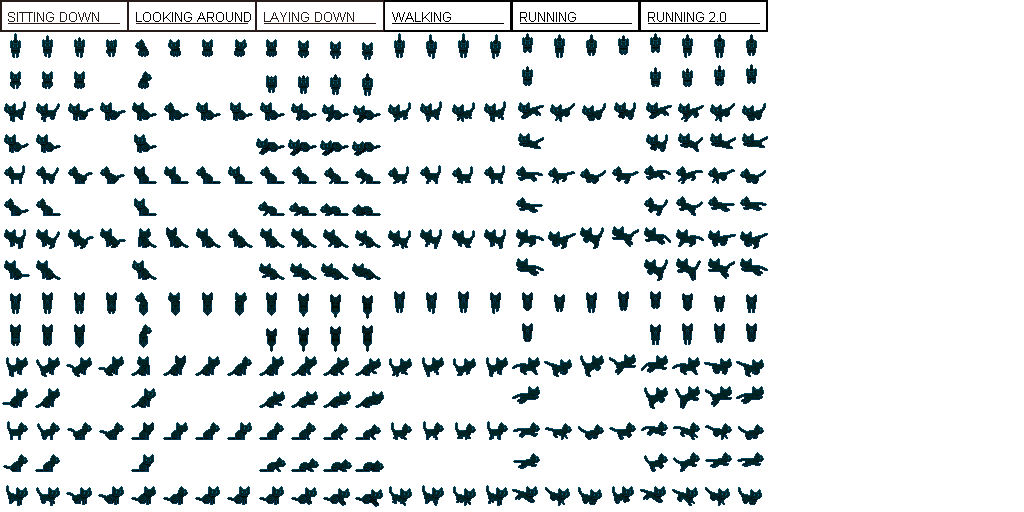 SITTING DOWN
LOOKING AROUND
LAYING DOWN
WALKING
RUNNING
RUNNING 2.0